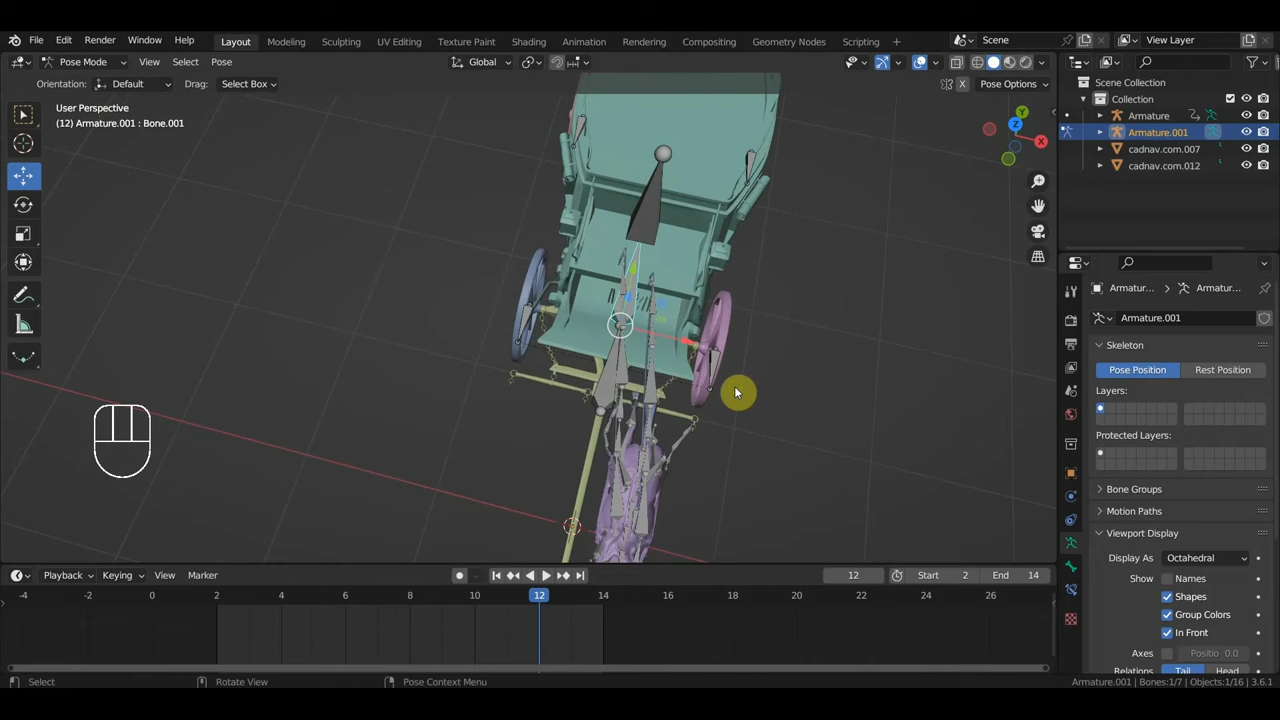 File Edit Render Window Help Layout Modeling Sculpting UV Editing Texture Paint Shading Animation Rendering Compositing Geometry Nodes Scripting + Scene View Layer
Pose Mode View Select Pose Global Pose Options
Orientation: Default Drag: Select Box X
User Perspective
(12) Armature.001 : Bone.001
Y
Z
X
Scene Collection
Collection
Armature
Armature.001
cadnav.com.007
cadnav.com.012
Armature... Armatur...
Armature.001
Skeleton
Pose Position Rest Position
Layers:
Protected Layers:
Bone Groups
Motion Paths
Viewport Display
Display As Octahedral
Show Names
Shapes
Group Colors
In Front
Axes Positio 0.0
Relations Tail Head
Playback Keying View Marker 12 Start 2 End 14
-4 -2 0 2 4 6 8 10 12 14 16 18 20 22 24 26
Select Rotate View Pose Context Menu Armature.001 | Bones:1/7 | Objects:1/16 | 3.6.1